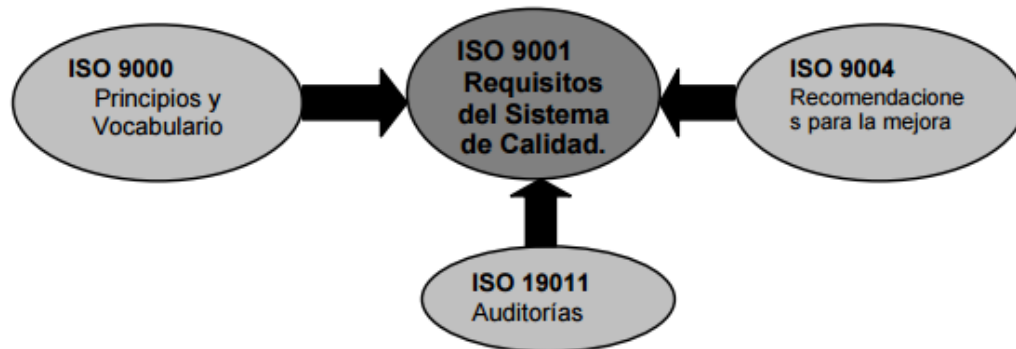 ISO 9000
Principios y
Vocabulario
ISO 9001
Requisitos
del Sistema
de Calidad.
ISO 9004
Recomendacione
s para la mejora
ISO 19011
Auditorías